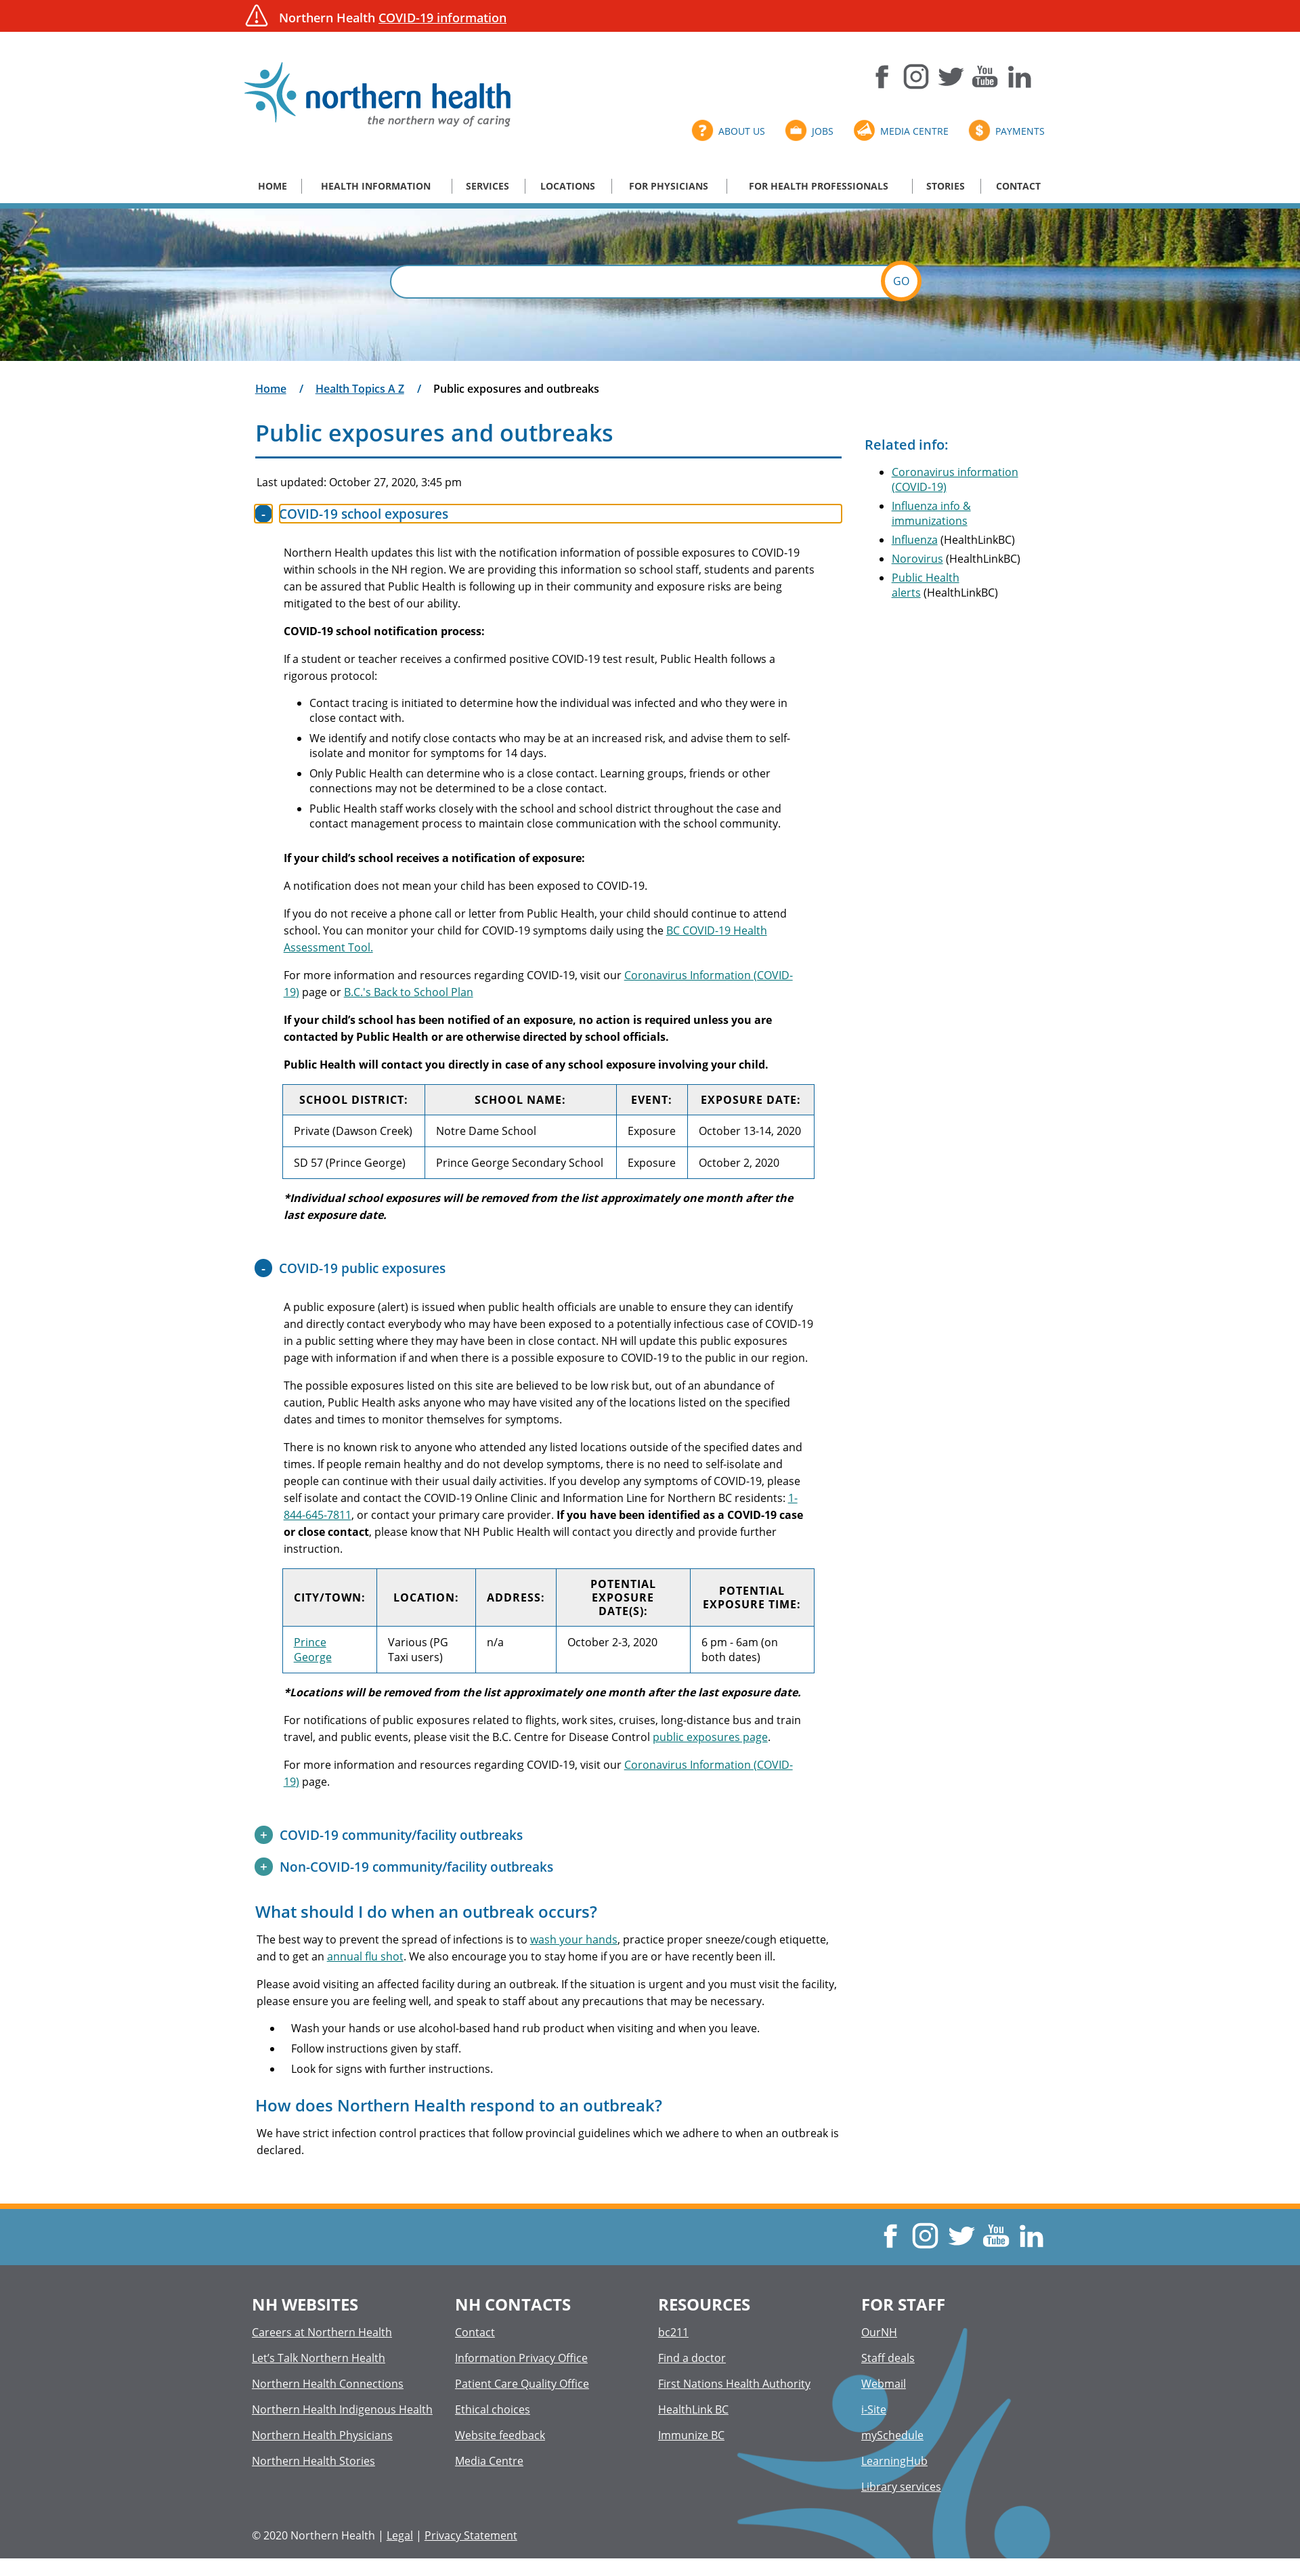 Northern Health COVID-19 information
northern health
the northern way of caring
You
Tube
ABOUT US
JOBS
MEDIA CENTRE
PAYMENTS
HOME
HEALTH INFORMATION
SERVICES
LOCATIONS
FOR PHYSICIANS
FOR HEALTH PROFESSIONALS
STORIES
CONTACT
GO
Home / Health Topics A Z / Public exposures and outbreaks
Public exposures and outbreaks
Last updated: October 27, 2020, 3:45 pm
- COVID-19 school exposures
Northern Health updates this list with the notification information of possible exposures to COVID-19
within schools in the NH region. We are providing this information so school staff, students and parents
can be assured that Public Health is following up in their community and exposure risks are being
mitigated to the best of our ability.
COVID-19 school notification process:
If a student or teacher receives a confirmed positive COVID-19 test result, Public Health follows a
rigorous protocol:
• Contact tracing is initiated to determine how the individual was infected and who they were in
close contact with.
• We identify and notify close contacts who may be at an increased risk, and advise them to self-
isolate and monitor for symptoms for 14 days.
• Only Public Health can determine who is a close contact. Learning groups, friends or other
connections may not be determined to be a close contact.
• Public Health staff works closely with the school and school district throughout the case and
contact management process to maintain close communication with the school community.
If your child's school receives a notification of exposure:
A notification does not mean your child has been exposed to COVID-19.
If you do not receive a phone call or letter from Public Health, your child should continue to attend
school. You can monitor your child for COVID-19 symptoms daily using the BC COVID-19 Health
Assessment Tool.
For more information and resources regarding COVID-19, visit our Coronavirus Information (COVID-
19) page or B.C.'s Back to School Plan
If your child's school has been notified of an exposure, no action is required unless you are
contacted by Public Health or are otherwise directed by school officials.
Public Health will contact you directly in case of any school exposure involving your child.
SCHOOL DISTRICT: SCHOOL NAME: EVENT: EXPOSURE DATE:
Private (Dawson Creek) Notre Dame School Exposure October 13-14, 2020
SD 57 (Prince George) Prince George Secondary School Exposure October 2, 2020
*Individual school exposures will be removed from the list approximately one month after the
last exposure date.
- COVID-19 public exposures
A public exposure (alert) is issued when public health officials are unable to ensure they can identify
and directly contact everybody who may have been exposed to a potentially infectious case of COVID-19
in a public setting where they may have been in close contact. NH will update this public exposures
page with information if and when there is a possible exposure to COVID-19 to the public in our region.
The possible exposures listed on this site are believed to be low risk but, out of an abundance of
caution, Public Health asks anyone who may have visited any of the locations listed on the specified
dates and times to monitor themselves for symptoms.
There is no known risk to anyone who attended any listed locations outside of the specified dates and
times. If people remain healthy and do not develop symptoms, there is no need to self-isolate and
people can continue with their usual daily activities. If you develop any symptoms of COVID-19, please
self isolate and contact the COVID-19 Online Clinic and Information Line for Northern BC residents: 1-
844-645-7811, or contact your primary care provider. If you have been identified as a COVID-19 case
or close contact, please know that NH Public Health will contact you directly and provide further
instruction.
CITY/TOWN: LOCATION: ADDRESS: POTENTIAL EXPOSURE DATE(S): POTENTIAL EXPOSURE TIME:
Prince George Various (PG Taxi users) n/a October 2-3, 2020 6 pm - 6am (on both dates)
*Locations will be removed from the list approximately one month after the last exposure date.
For notifications of public exposures related to flights, work sites, cruises, long-distance bus and train
travel, and public events, please visit the B.C. Centre for Disease Control public exposures page.
For more information and resources regarding COVID-19, visit our Coronavirus Information (COVID-
19) page.
+ COVID-19 community/facility outbreaks
+ Non-COVID-19 community/facility outbreaks
What should I do when an outbreak occurs?
The best way to prevent the spread of infections is to wash your hands, practice proper sneeze/cough etiquette,
and to get an annual flu shot. We also encourage you to stay home if you are or have recently been ill.
Please avoid visiting an affected facility during an outbreak. If the situation is urgent and you must visit the facility,
please ensure you are feeling well, and speak to staff about any precautions that may be necessary.
• Wash your hands or use alcohol-based hand rub product when visiting and when you leave.
• Follow instructions given by staff.
• Look for signs with further instructions.
How does Northern Health respond to an outbreak?
We have strict infection control practices that follow provincial guidelines which we adhere to when an outbreak is
declared.
Related info:
• Coronavirus information
(COVID-19)
• Influenza info &
immunizations
• Influenza (HealthLinkBC)
• Norovirus (HealthLinkBC)
• Public Health
alerts (HealthLinkBC)
You
Tube
NH WEBSITES
Careers at Northern Health
Let's Talk Northern Health
Northern Health Connections
Northern Health Indigenous Health
Northern Health Physicians
Northern Health Stories
NH CONTACTS
Contact
Information Privacy Office
Patient Care Quality Office
Ethical choices
Website feedback
Media Centre
RESOURCES
bc211
Find a doctor
First Nations Health Authority
HealthLink BC
Immunize BC
FOR STAFF
OurNH
Staff deals
Webmail
i-Site
mySchedule
LearningHub
Library services
© 2020 Northern Health | Legal | Privacy Statement